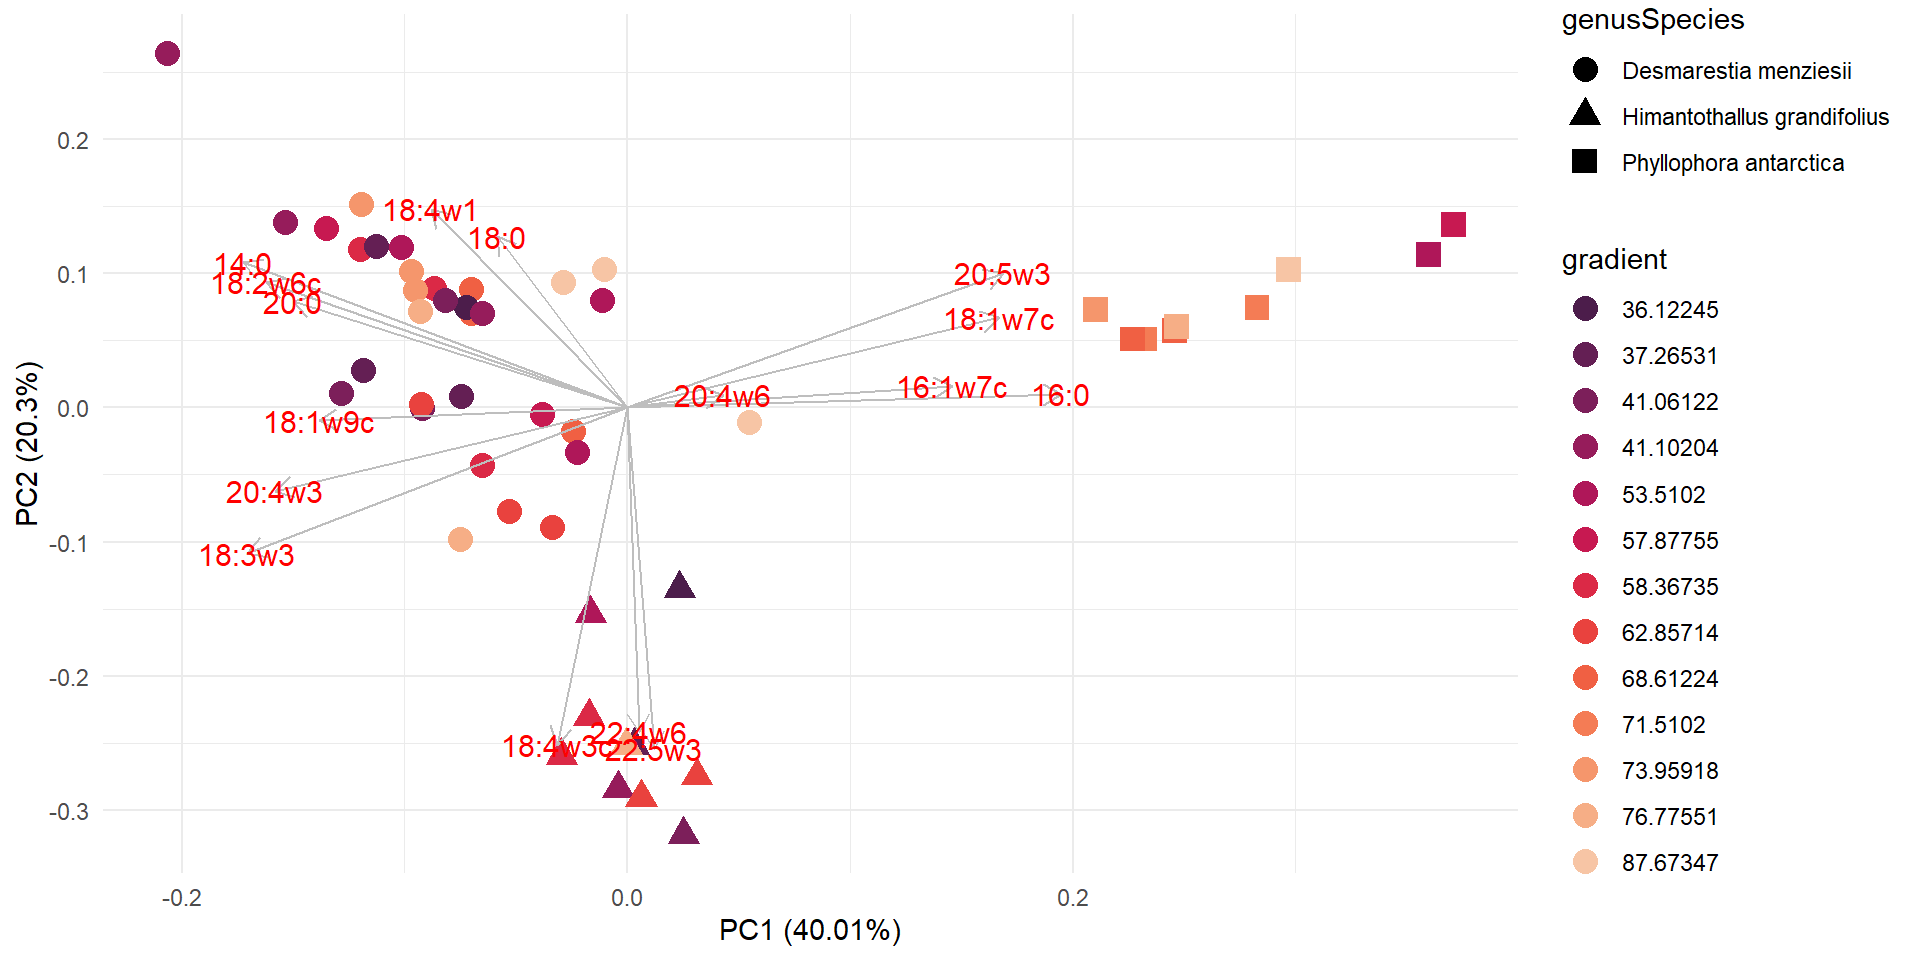 genusSpecies
Desmarestia menziesii
Himantothallus grandifolius
Phyllophora antarctica
gradient
36.12245
37.26531
41.06122
41.10204
53.5102
57.87755
58.36735
62.85714
68.61224
71.5102
73.95918
76.77551
87.67347
PC2 (20.3%)
0.2
0.1
0.0
-0.1
-0.2
-0.3
18:4w1
18:0
14:0
18:2w6c
20:0
20:5w3
18:1w7c
16:1w7c
16:0
20:4w6
18:1w9c
20:4w3
18:3w3
22:4w6
18:4w3c
22:5w3
-0.2
0.0
0.2
PC1 (40.01%)